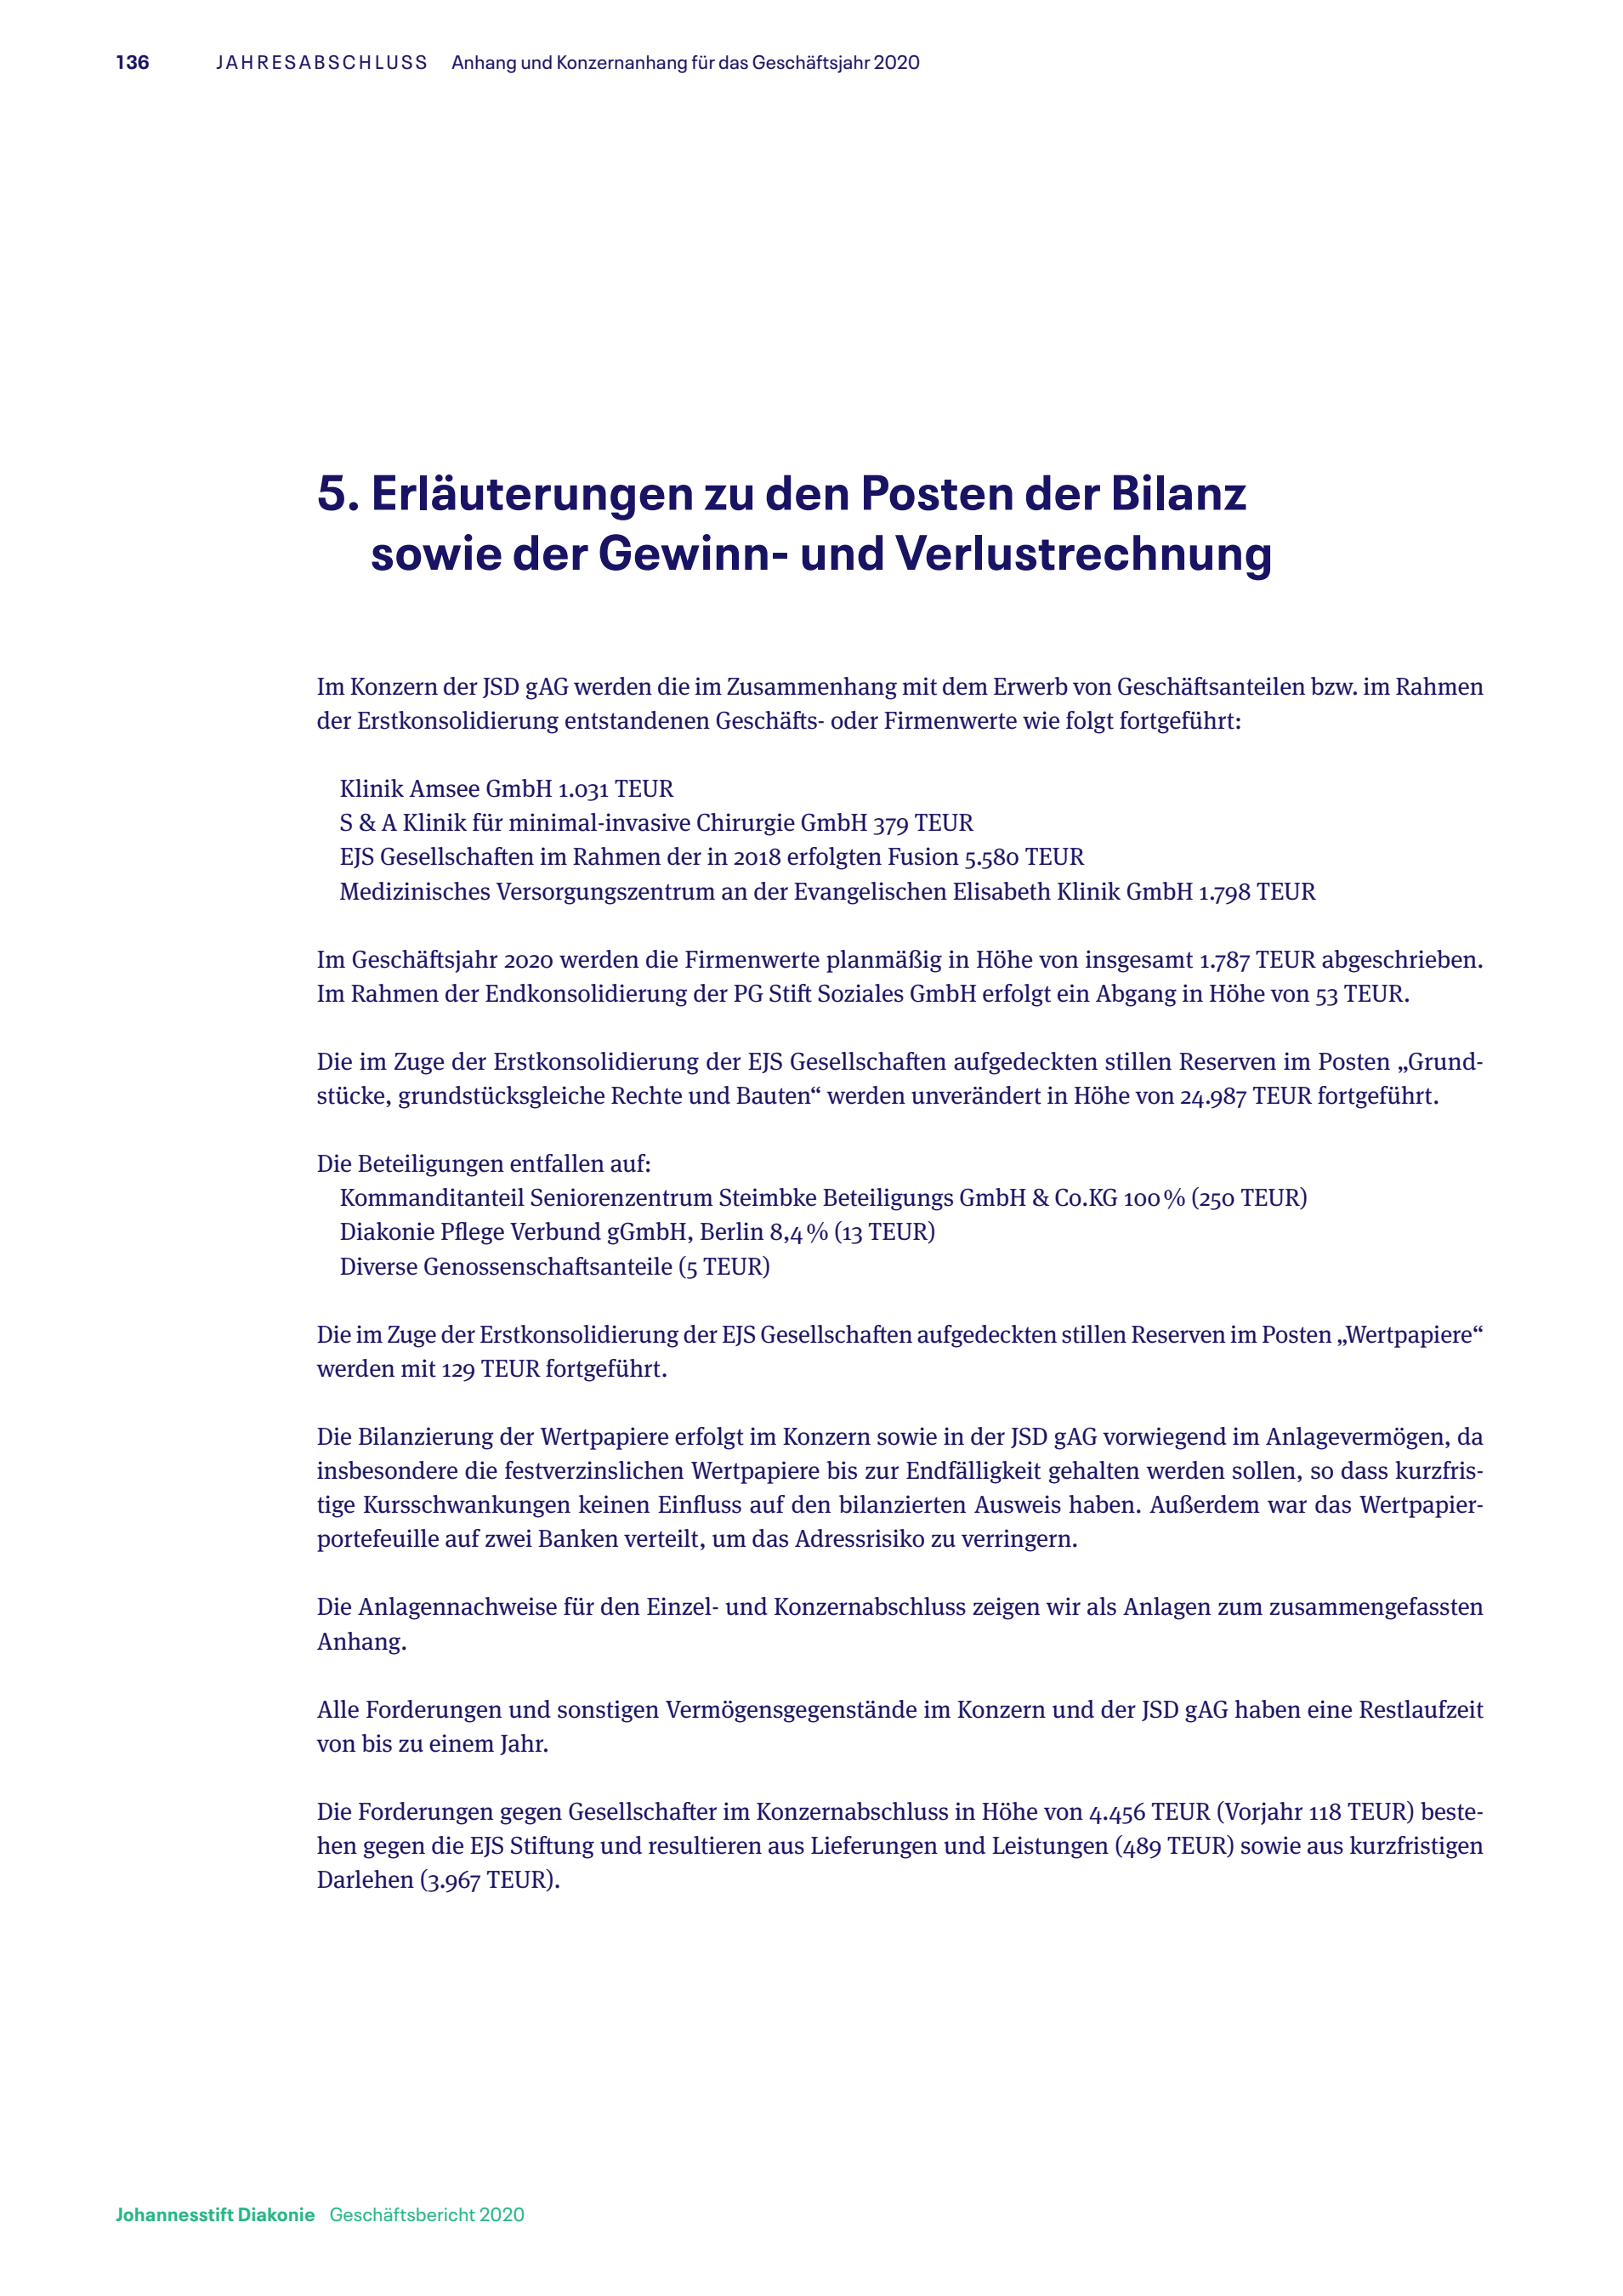 136 JAHRESABSCHLUSS Anhang und Konzernanhang für das Geschäftsjahr 2020
5. Erläuterungen zu den Posten der Bilanz
sowie der Gewinn- und Verlustrechnung
Im Konzern der JSD gAG werden die im Zusammenhang mit dem Erwerb von Geschäftsanteilen bzw. im Rahmen
der Erstkonsolidierung entstandenen Geschäfts- oder Firmenwerte wie folgt fortgeführt:
Klinik Amsee GmbH 1.031 TEUR
S & A Klinik für minimal-invasive Chirurgie GmbH 379 TEUR
EJS Gesellschaften im Rahmen der in 2018 erfolgten Fusion 5.580 TEUR
Medizinisches Versorgungszentrum an der Evangelischen Elisabeth Klinik GmbH 1.798 TEUR
Im Geschäftsjahr 2020 werden die Firmenwerte planmäßig in Höhe von insgesamt 1.787 TEUR abgeschrieben.
Im Rahmen der Endkonsolidierung der PG Stift Soziales GmbH erfolgt ein Abgang in Höhe von 53 TEUR.
Die im Zuge der Erstkonsolidierung der EJS Gesellschaften aufgedeckten stillen Reserven im Posten „Grund-
stücke, grundstücksgleiche Rechte und Bauten“ werden unverändert in Höhe von 24.987 TEUR fortgeführt.
Die Beteiligungen entfallen auf:
Kommanditanteil Seniorenzentrum Steimbke Beteiligungs GmbH & Co.KG 100 % (250 TEUR)
Diakonie Pflege Verbund gGmbH, Berlin 8,4 % (13 TEUR)
Diverse Genossenschaftsanteile (5 TEUR)
Die im Zuge der Erstkonsolidierung der EJS Gesellschaften aufgedeckten stillen Reserven im Posten „Wertpapiere“
werden mit 129 TEUR fortgeführt.
Die Bilanzierung der Wertpapiere erfolgt im Konzern sowie in der JSD gAG vorwiegend im Anlagevermögen, da
insbesondere die festverzinslichen Wertpapiere bis zur Endfälligkeit gehalten werden sollen, so dass kurzfris-
tige Kursschwankungen keinen Einfluss auf den bilanzierten Ausweis haben. Außerdem war das Wertpapier-
portefeuille auf zwei Banken verteilt, um das Adressrisiko zu verringern.
Die Anlagennachweise für den Einzel- und Konzernabschluss zeigen wir als Anlagen zum zusammengefassten
Anhang.
Alle Forderungen und sonstigen Vermögensgegenstände im Konzern und der JSD gAG haben eine Restlaufzeit
von bis zu einem Jahr.
Die Forderungen gegen Gesellschafter im Konzernabschluss in Höhe von 4.456 TEUR (Vorjahr 118 TEUR) beste-
hen gegen die EJS Stiftung und resultieren aus Lieferungen und Leistungen (489 TEUR) sowie aus kurzfristigen
Darlehen (3.967 TEUR).
Johannesstift Diakonie Geschäftsbericht 2020